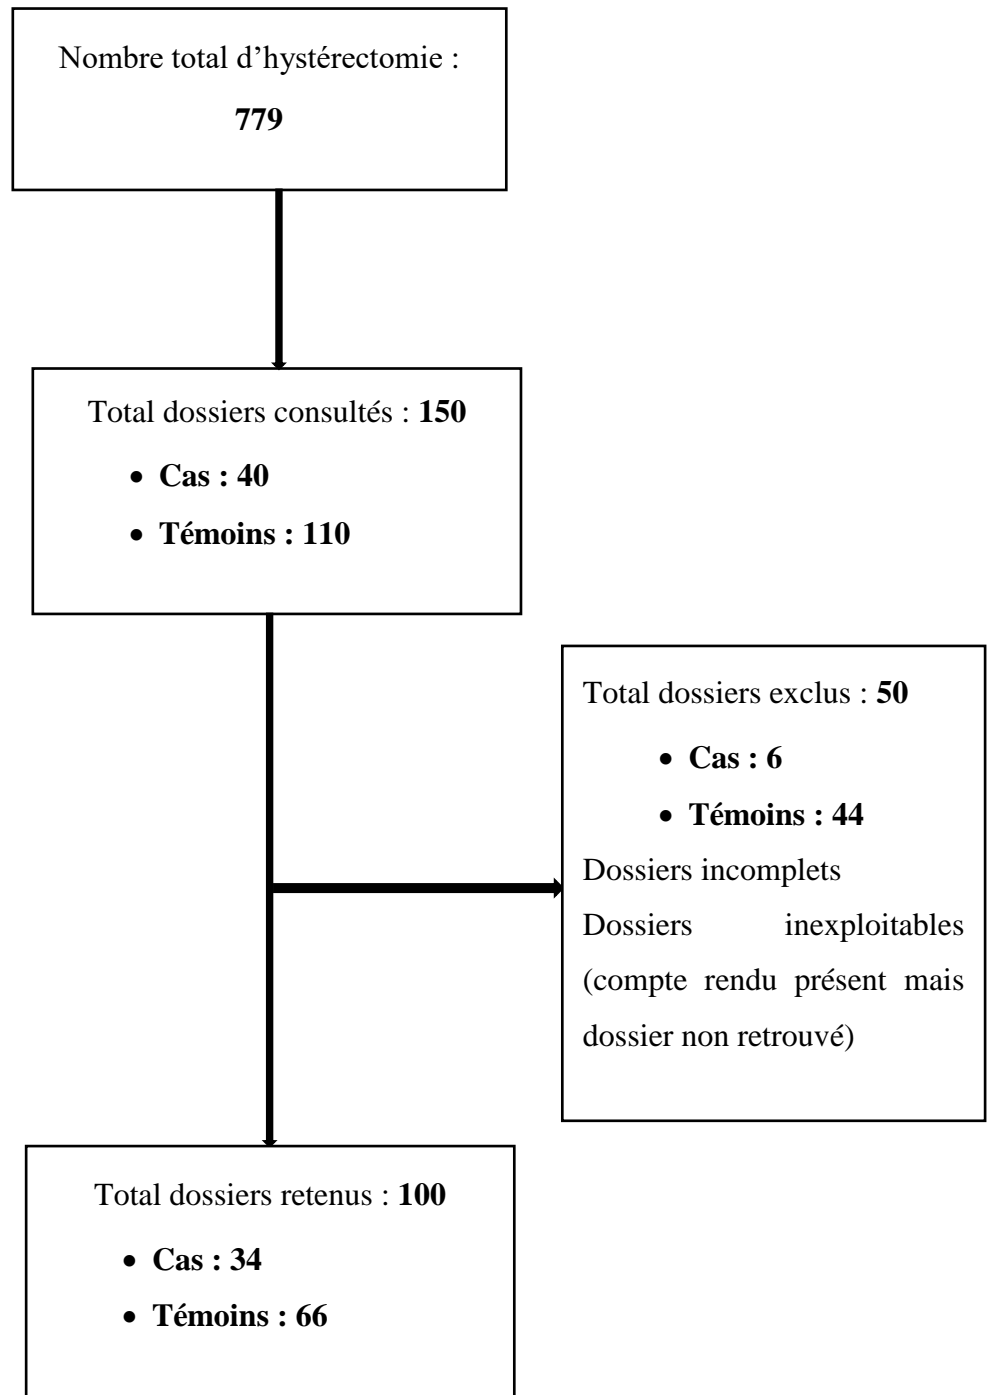 Nombre total d’hystérectomie :
779
Total dossiers consultés : 150
• Cas : 40
• Témoins : 110
Total dossiers exclus : 50
• Cas : 6
• Témoins : 44
Dossiers incomplets
Dossiers inexploitables
(compte rendu présent mais
dossier non retrouvé)
Total dossiers retenus : 100
• Cas : 34
• Témoins : 66